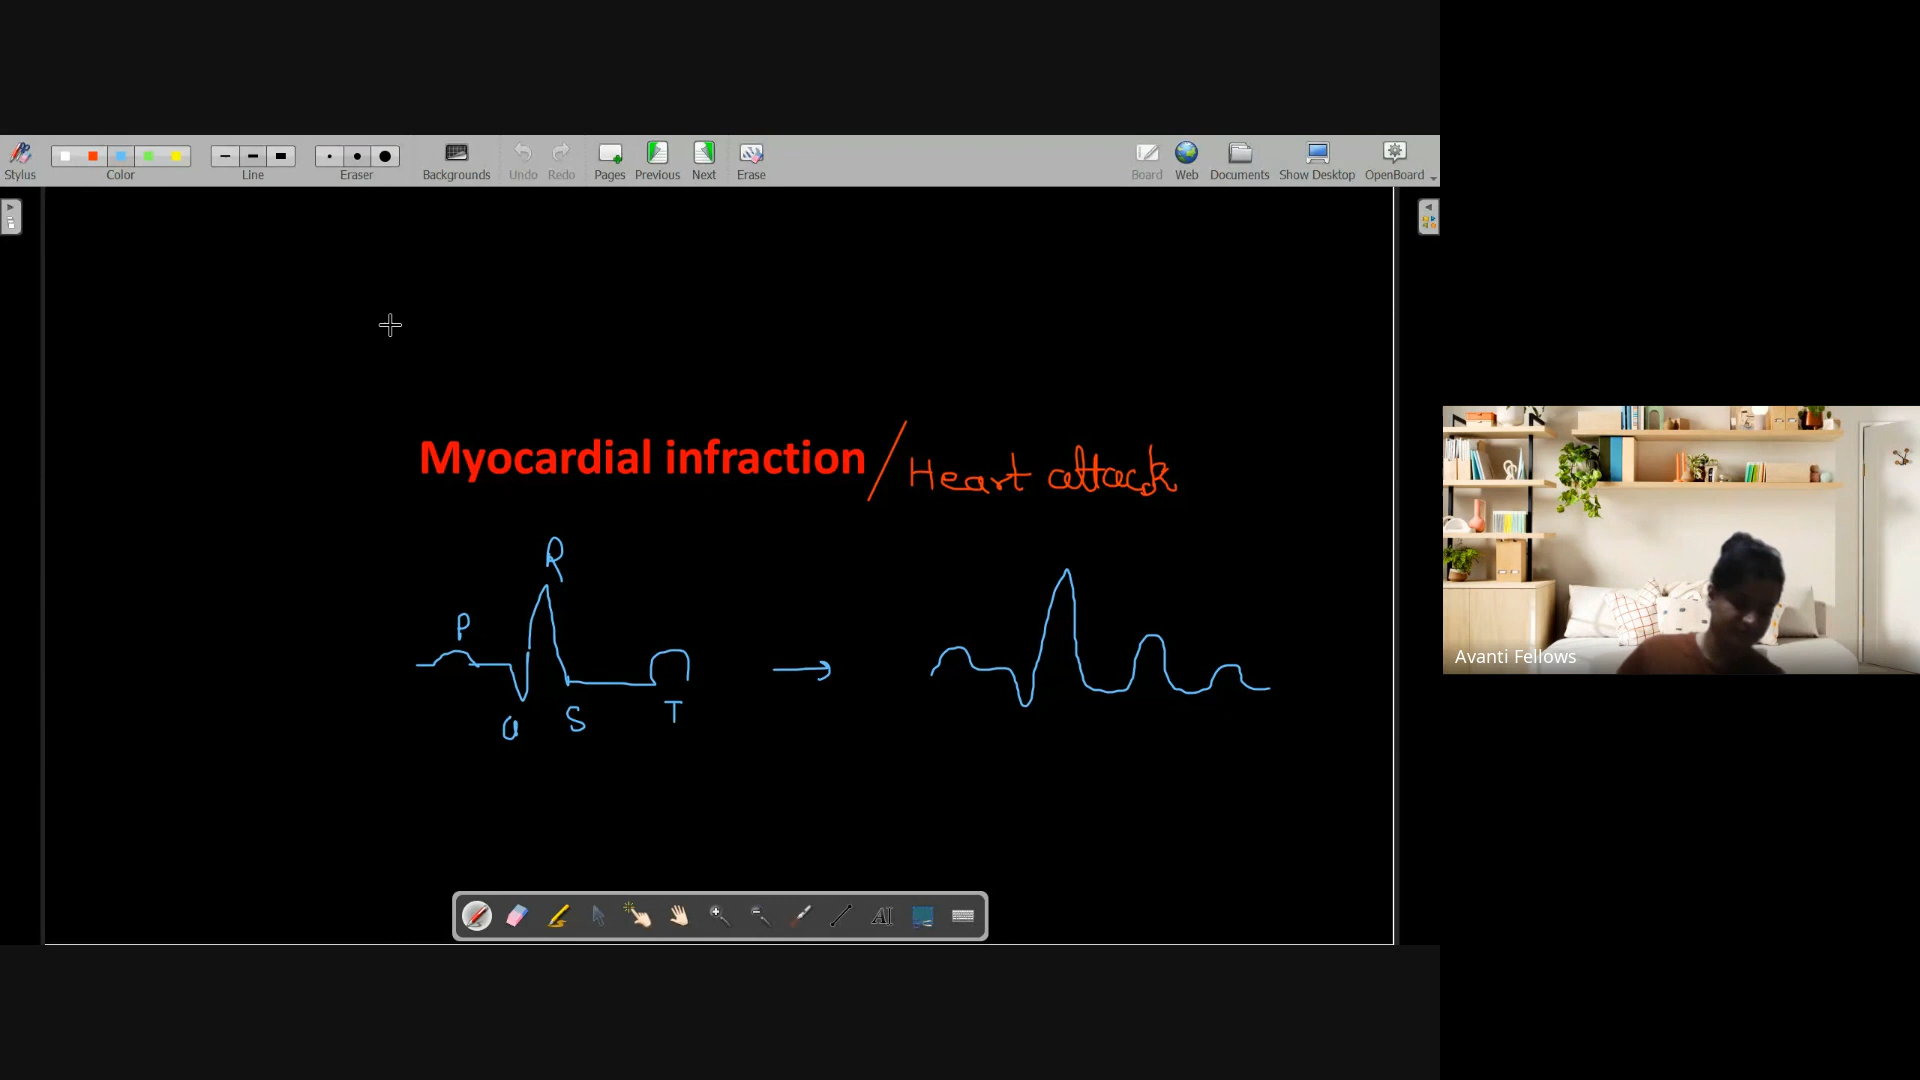 Stylus
Color
Line
Eraser
Backgrounds
Undo
Redo
Pages
Previous
Next
Erase
Board
Web
Documents
Show Desktop
OpenBoard
Myocardial infraction / Heart attack
R
P
Q
S
T
Avanti Fellows
AI